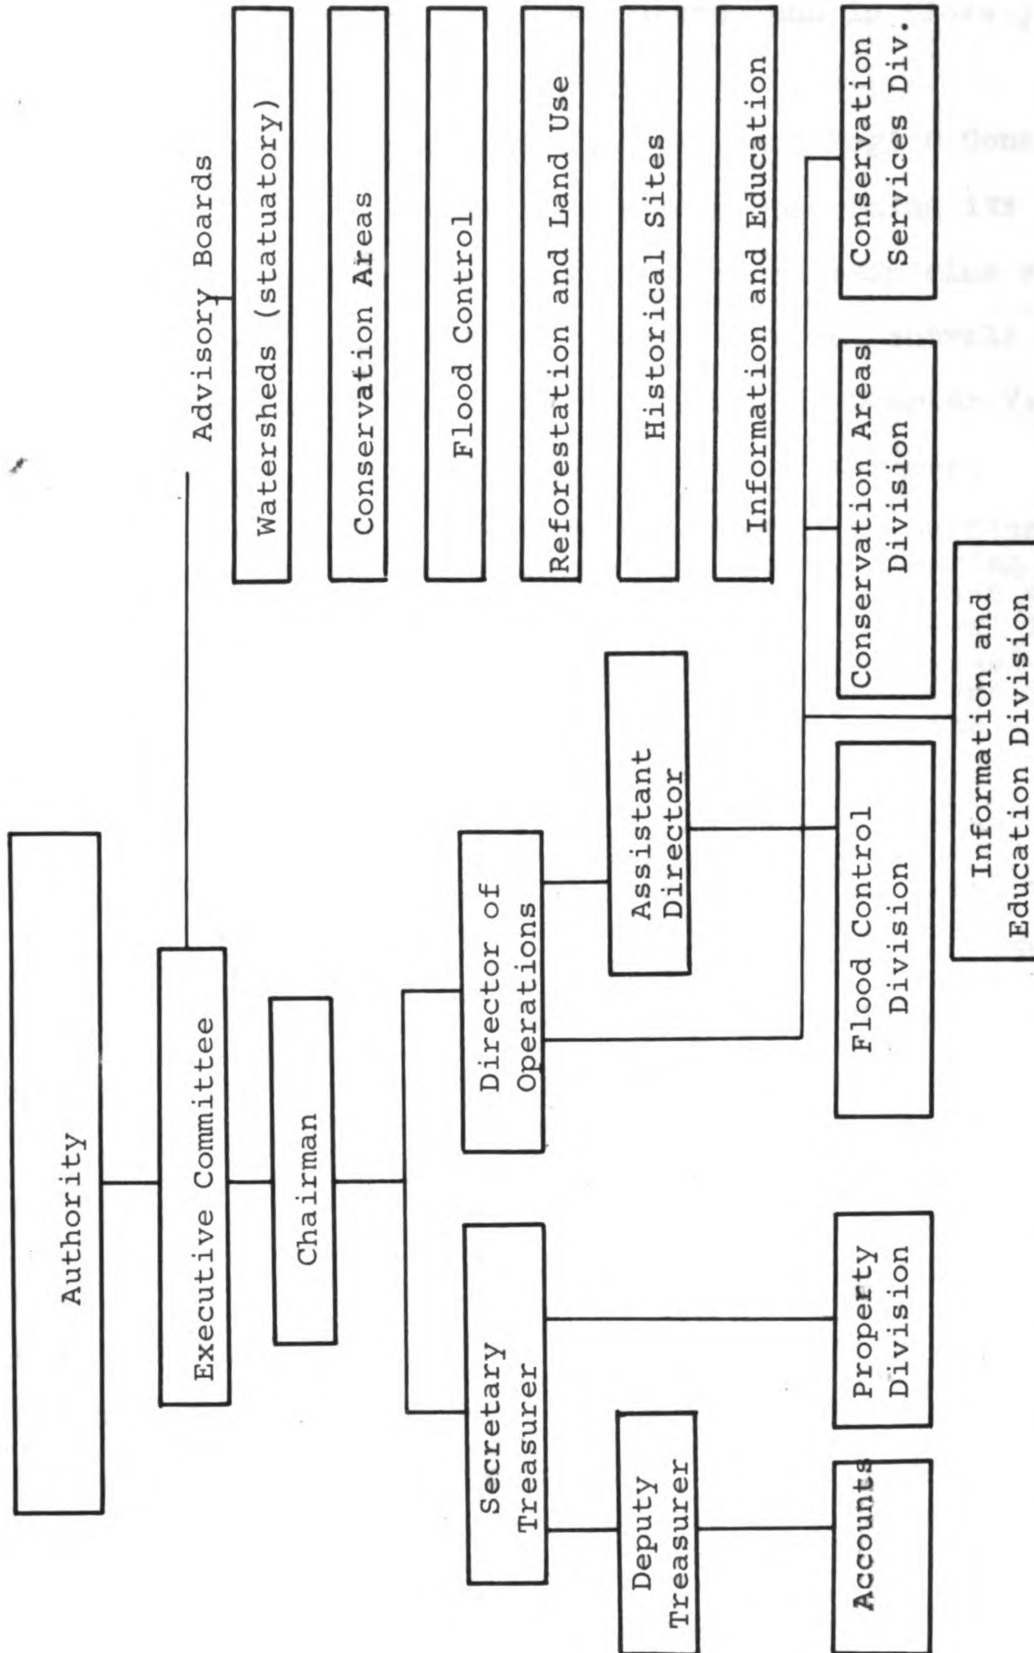 Authority
Executive Committee
Chairman
Secretary
Treasurer
Director of
Operations
Deputy
Treasurer
Assistant
Director
Accounts
Property
Division
Flood Control
Division
Conservation Areas
Division
Conservation
Services Div.
Information and
Education Division
Advisory Boards
Watersheds (statuatory)
Conservation Areas
Flood Control
Reforestation and Land Use
Historical Sites
Information and Education